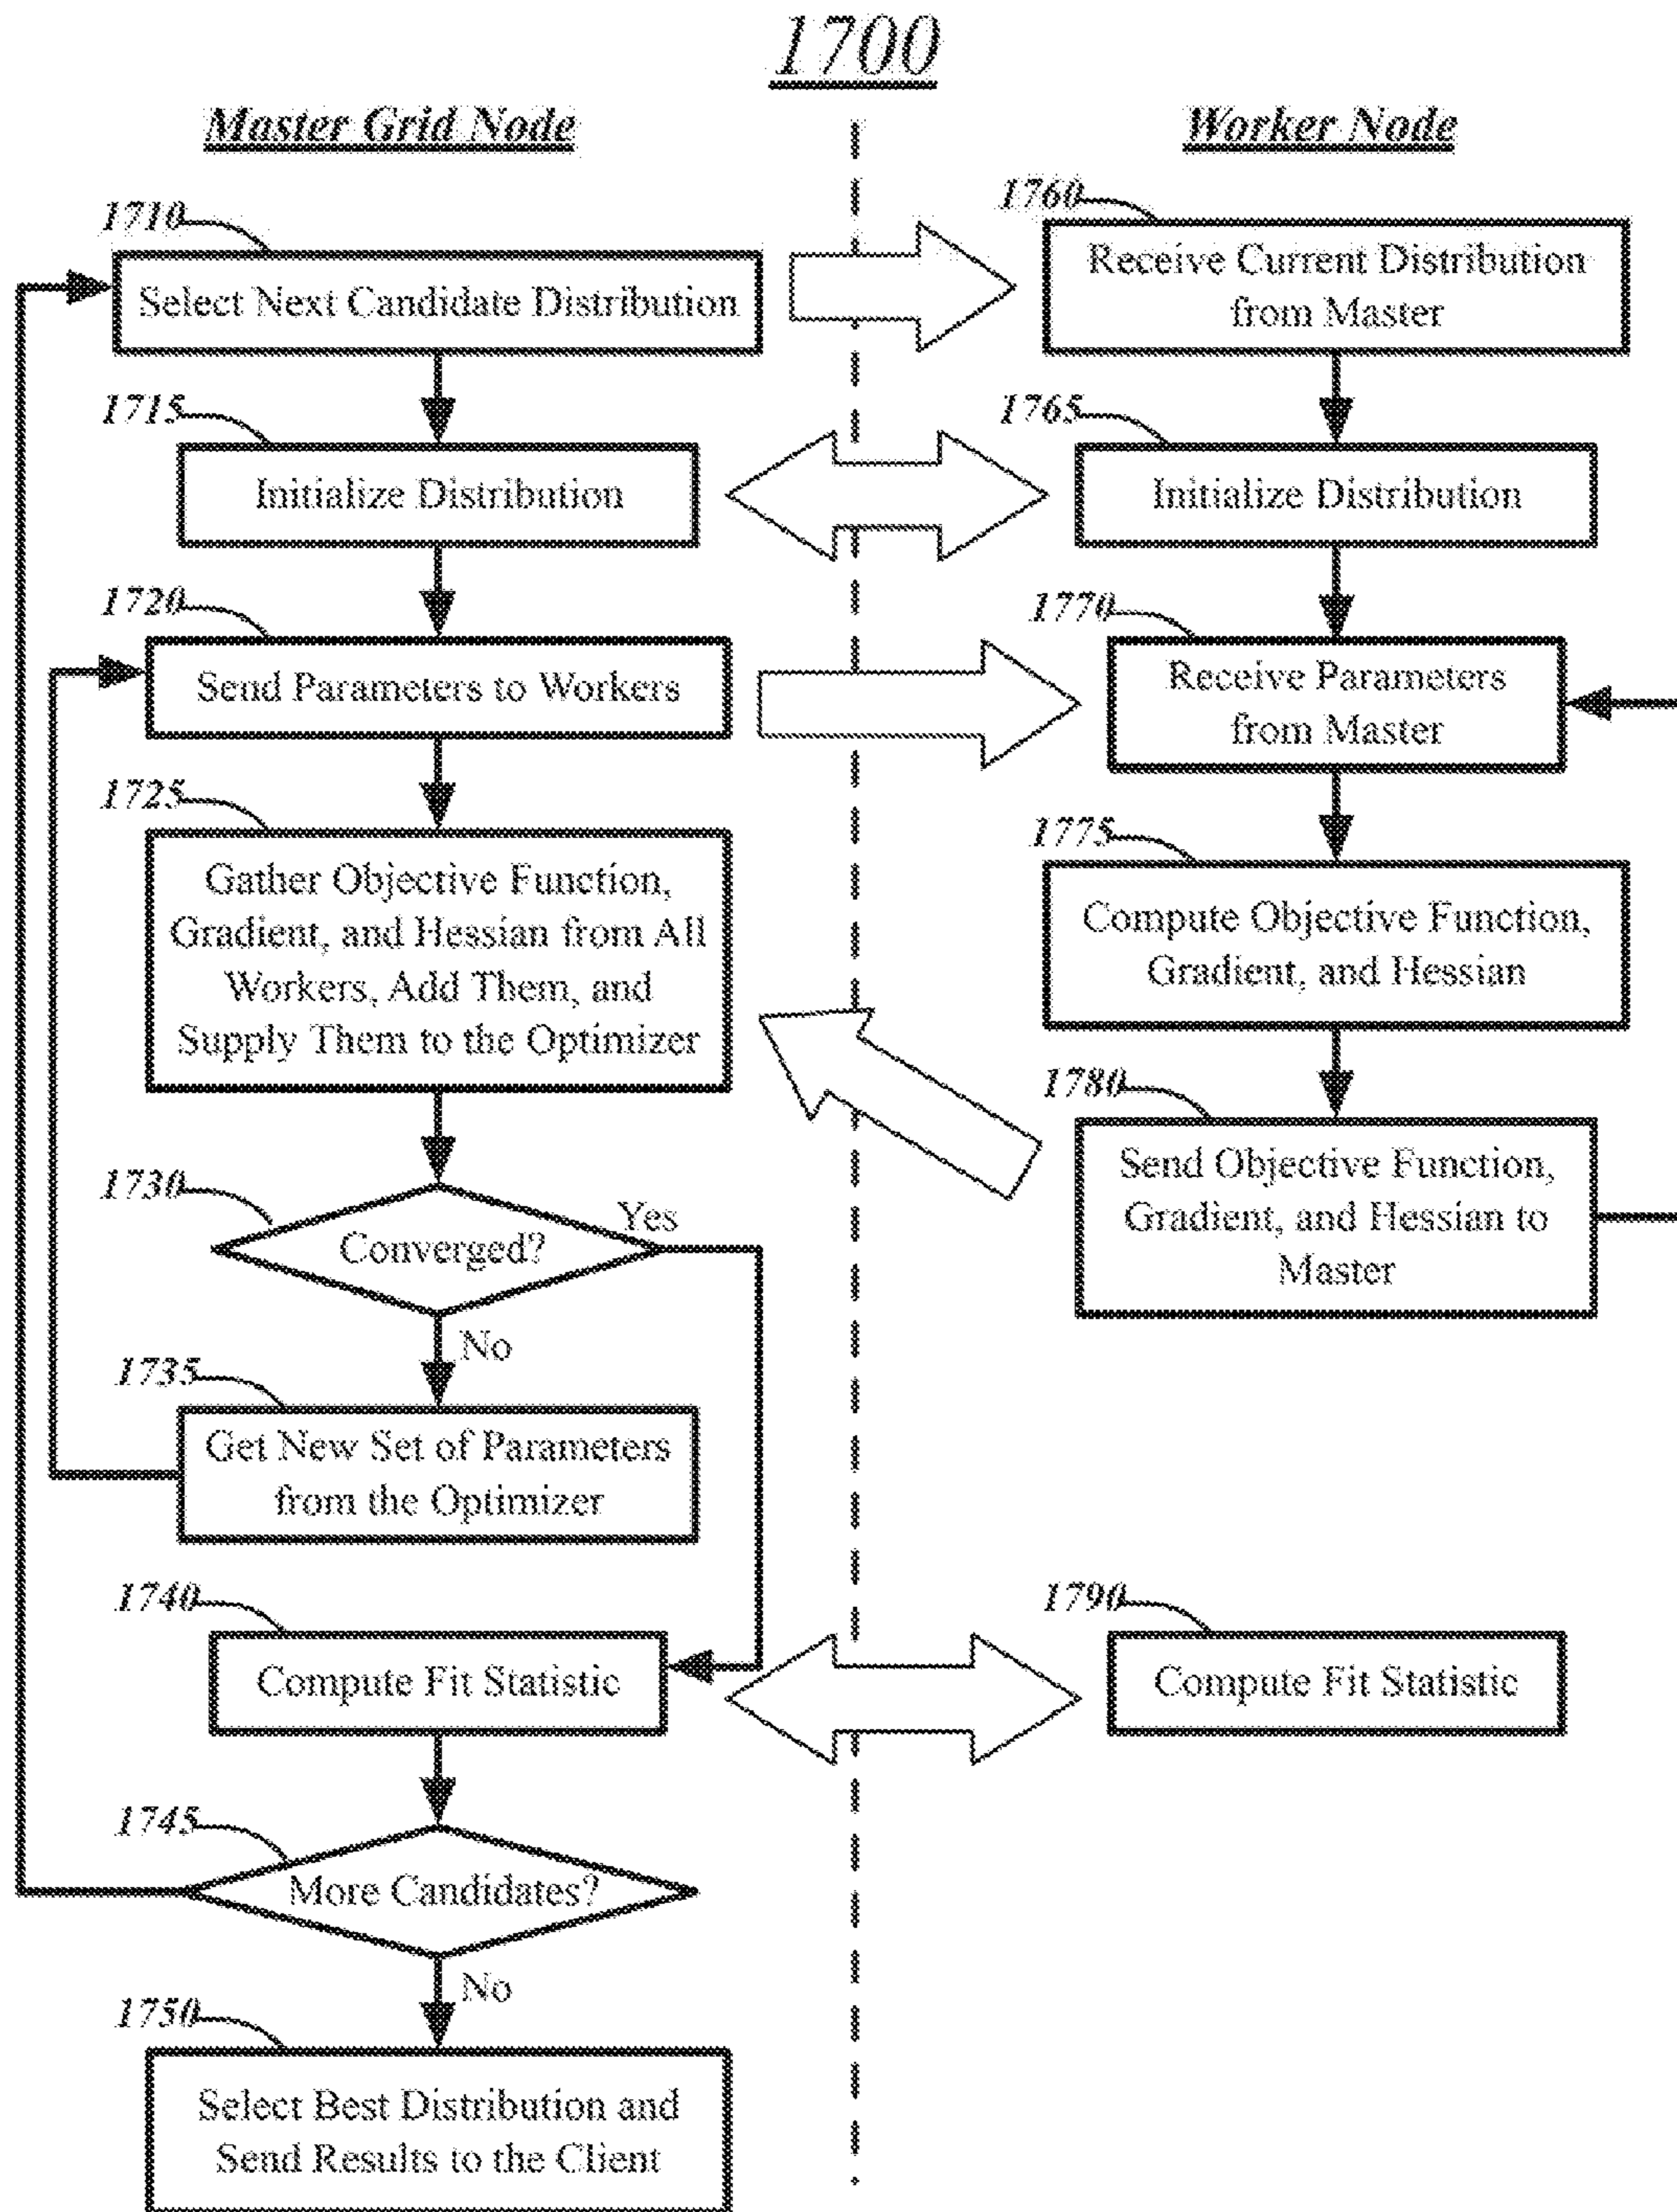 1700
Master Grid Node
Worker Node
1710
Select Next Candidate Distribution
1715
Initialize Distribution
1720
Send Parameters to Workers
1725
Gather Objective Function,
Gradient, and Hessian from All
Workers, Add Them, and
Supply Them to the Optimizer
1730
Converged?
Yes
No
1735
Get New Set of Parameters
from the Optimizer
1740
Compute Fit Statistic
1745
More Candidates?
No
1750
Select Best Distribution and
Send Results to the Client
1760
Receive Current Distribution
from Master
1765
Initialize Distribution
1770
Receive Parameters
from Master
1775
Compute Objective Function,
Gradient, and Hessian
1780
Send Objective Function,
Gradient, and Hessian to
Master
1790
Compute Fit Statistic